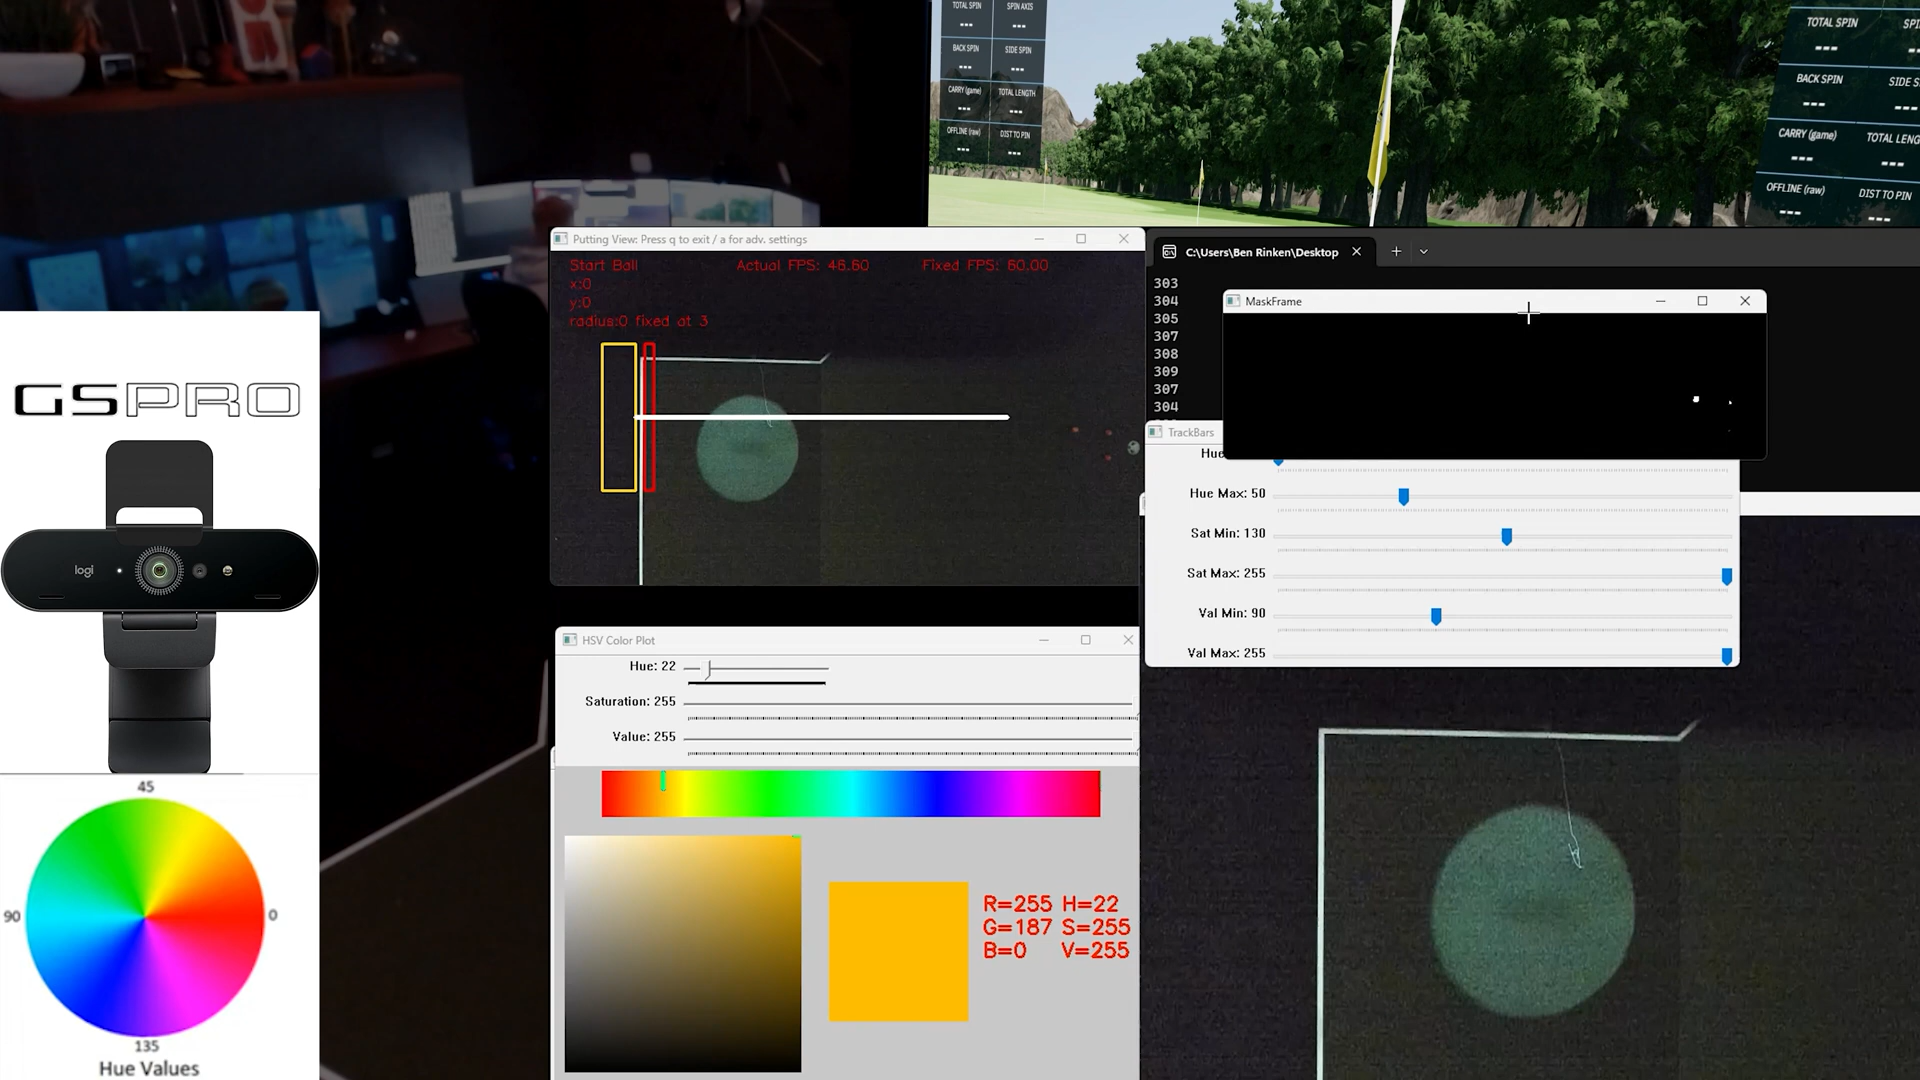 TOTAL SPIN
SPIN AXIS
---
---
BACK SPIN
SIDE SPIN
---
---
CARRY (game)
TOTAL LENGTH
---
---
OFFLINE (raw)
DIST TO PIN
---
---
TOTAL SPIN
SPI
---
BACK SPIN
SIDE S
---
---
CARRY (game)
TOTAL LENG
---
---
OFFLINE (raw)
DIST TO PIN
---
---
Putting View: Press q to exit / a for adv. settings
Start Ball
Actual FPS: 46.60
Fixed FPS: 60.00
x:0
y:0
radius:0 fixed at 3
C:\Users\Ben Rinken\Desktop
303
304
305
307
308
309
307
304
MaskFrame
TrackBars
Hue
Hue Max: 50
Sat Min: 130
Sat Max: 255
Val Min: 90
Val Max: 255
GSPRO
logi
45
90
0
135
Hue Values
HSV Color Plot
Hue: 22
Saturation: 255
Value: 255
R=255 H=22
G=187 S=255
B=0 V=255